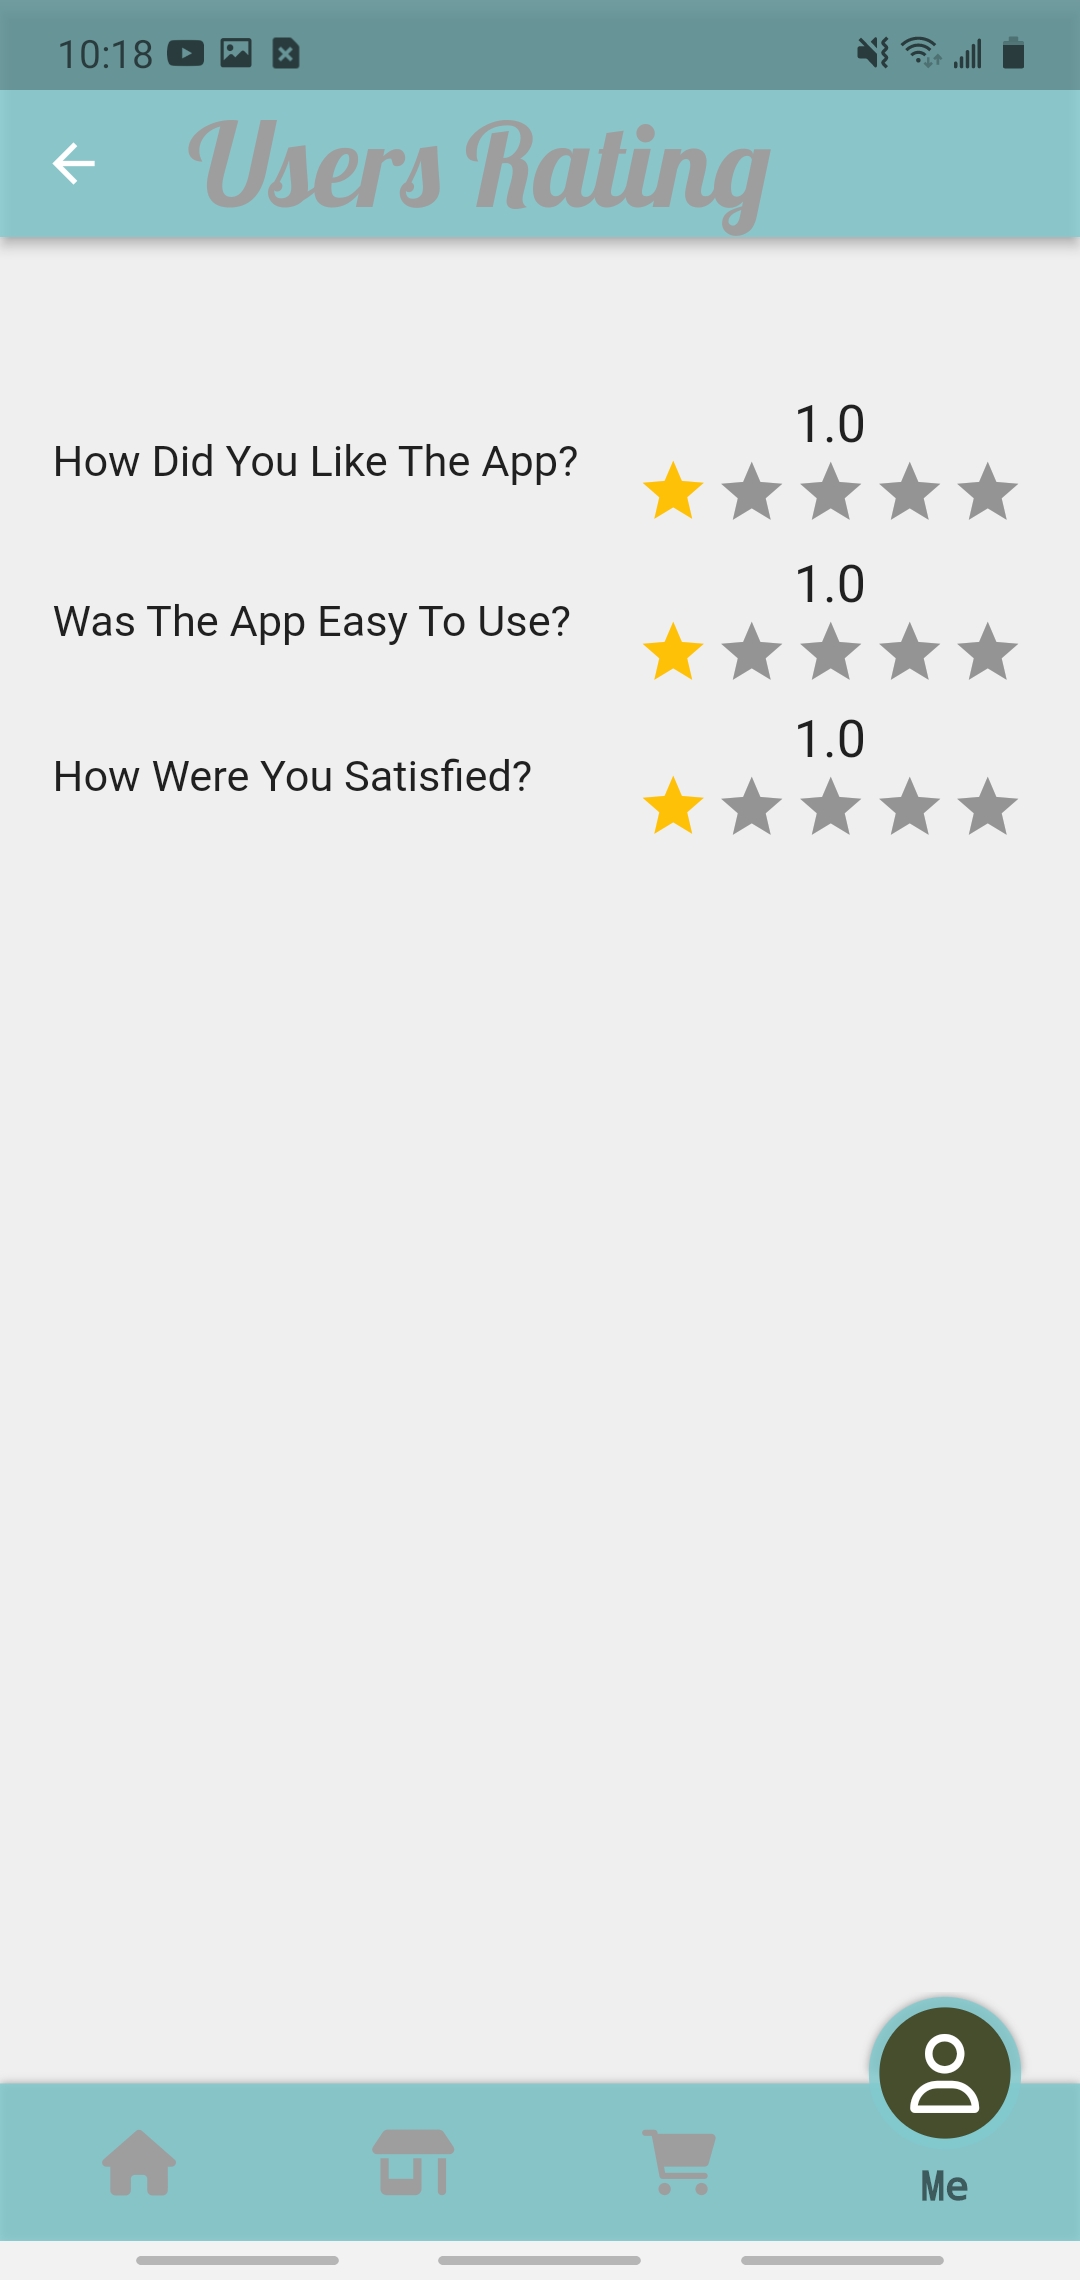 10:18
Users Rating
1.0
How Did You Like The App?
1.0
Was The App Easy To Use?
1.0
How Were You Satisfied?
Me